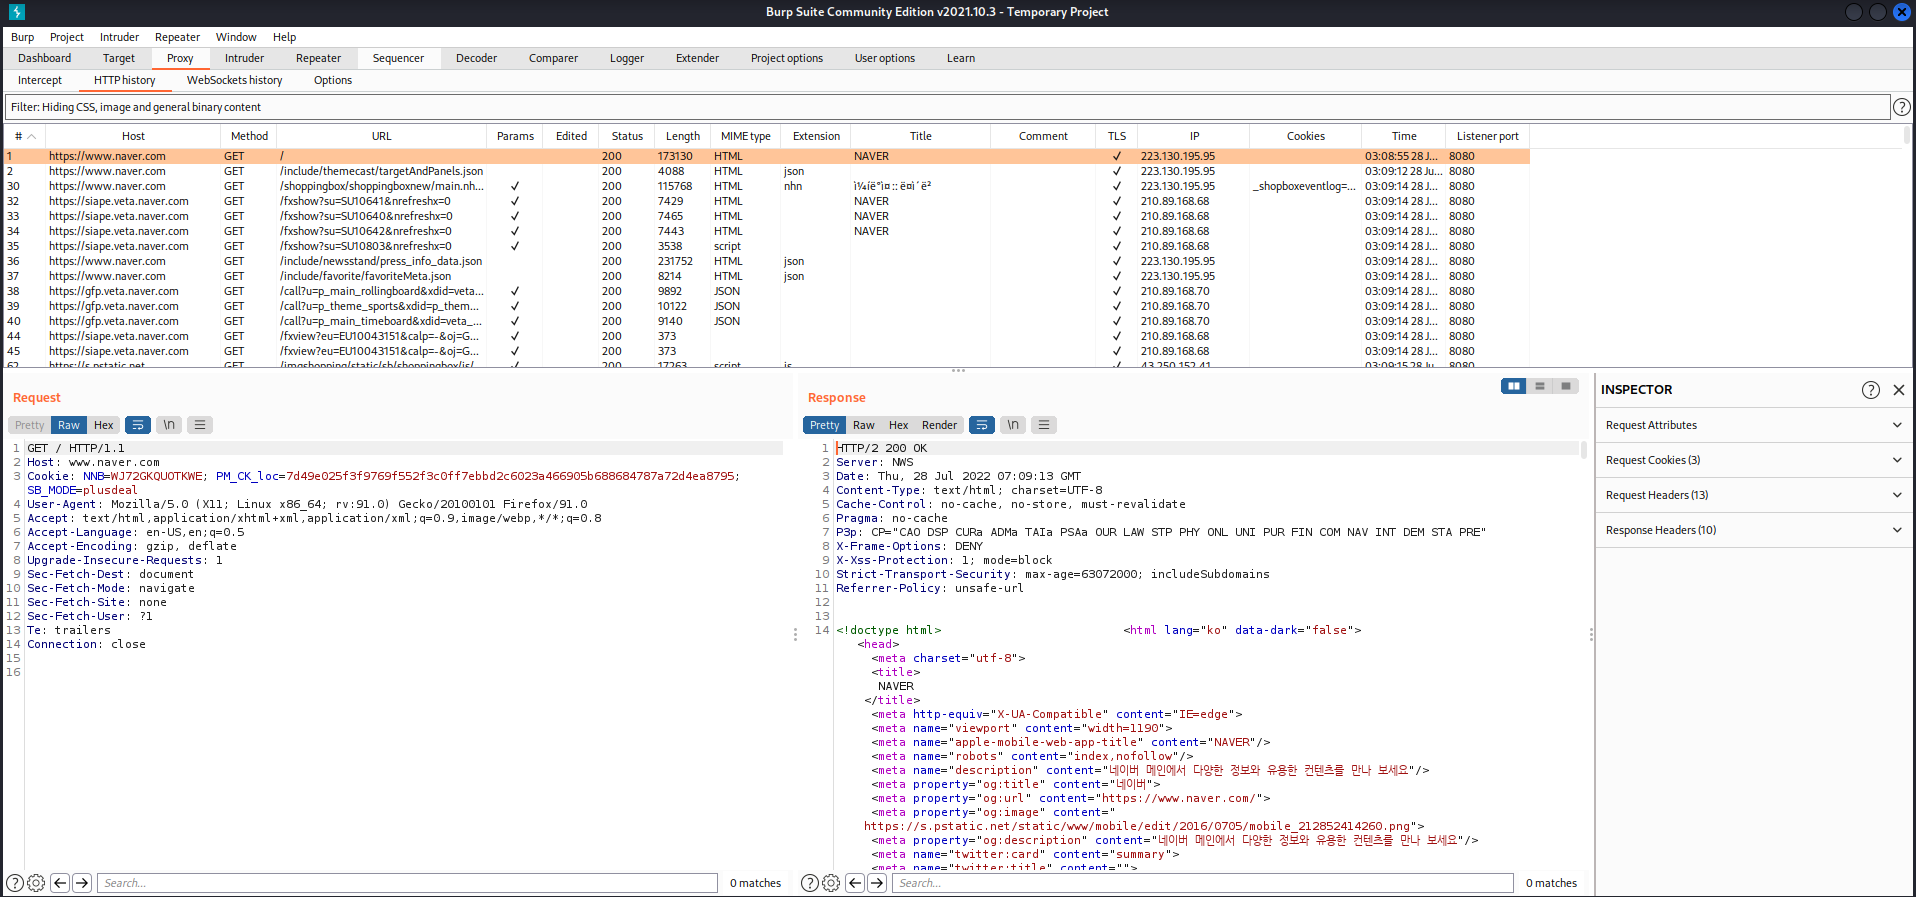 Burp Suite Community Edition v2021.10.3 - Temporary Project
Burp Project Intruder Repeater Window Help
Dashboard Target Proxy Intruder Repeater Sequencer Decoder Comparer Logger Extender Project options User options Learn
Intercept HTTP history WebSockets history Options
Filter: Hiding CSS, image and general binary content
# Host Method URL Params Edited Status Length MIME type Extension Title Comment TLS IP Cookies Time Listener port
1 https://www.naver.com GET / 200 173130 HTML NAVER ✓ 223.130.195.95 03:08:55 28 J... 8080
2 https://www.naver.com GET /include/themecast/targetAndPanels.json 200 4088 HTML json ✓ 223.130.195.95 03:09:12 28 Ju... 8080
30 https://www.naver.com GET /shoppingbox/shoppingboxnew/main.nh... ✓ 200 115768 HTML nhn ✓ 223.130.195.95 _shopboxeventlog=... 03:09:14 28 J... 8080
32 https://siape.veta.naver.com GET /fxshow?su=SU10641&nrefreshx=0 ✓ 200 7429 HTML NAVER ✓ 210.89.168.68 03:09:14 28 J... 8080
33 https://siape.veta.naver.com GET /fxshow?su=SU10640&nrefreshx=0 ✓ 200 7465 HTML NAVER ✓ 210.89.168.68 03:09:14 28 J... 8080
34 https://siape.veta.naver.com GET /fxshow?su=SU10642&nrefreshx=0 ✓ 200 7443 HTML NAVER ✓ 210.89.168.68 03:09:14 28 J... 8080
35 https://siape.veta.naver.com GET /fxshow?su=SU10803&nrefreshx=0 ✓ 200 3538 script ✓ 210.89.168.68 03:09:14 28 J... 8080
36 https://www.naver.com GET /include/newsstand/press_info_data.json 200 231752 HTML json ✓ 223.130.195.95 03:09:14 28 J... 8080
37 https://www.naver.com GET /include/favorite/favoriteMeta.json 200 8214 HTML json ✓ 223.130.195.95 03:09:14 28 J... 8080
38 https://gfp.veta.naver.com GET /call?u=p_main_rollingboard&xdid=veta... ✓ 200 9892 JSON ✓ 210.89.168.70 03:09:14 28 J... 8080
39 https://gfp.veta.naver.com GET /call?u=p_theme_sports&xdid=p_them... ✓ 200 10122 JSON ✓ 210.89.168.70 03:09:14 28 J... 8080
40 https://gfp.veta.naver.com GET /call?u=p_main_timeboard&xdid=veta_... ✓ 200 9140 JSON ✓ 210.89.168.70 03:09:14 28 J... 8080
44 https://siape.veta.naver.com GET /fxview?eu=EU10043151&calp=-&oj=G... ✓ 200 373 ✓ 210.89.168.68 03:09:14 28 J... 8080
45 https://siape.veta.naver.com GET /fxview?eu=EU10043151&calp=-&oj=G... ✓ 200 373 ✓ 210.89.168.68 03:09:14 28 J... 8080
62 https://s.pstatic.net GET /imgshopping/static/sb/shoppingbox/js/... ✓ 200 17263 script js ✓ 43.250.152.41 03:09:15 28 Ju... 8080
Request
Pretty Raw Hex \n
1 GET / HTTP/1.1
2 Host: www.naver.com
3 Cookie: NNB=WJ72GKQUOTKWE; PM_CK_loc=7d49e025f3f9769f552f3c0ff7ebbd2c6023a466905b688684787a72d4ea8795;
SB_MODE=plusdeal
4 User-Agent: Mozilla/5.0 (X11; Linux x86_64; rv:91.0) Gecko/20100101 Firefox/91.0
5 Accept: text/html,application/xhtml+xml,application/xml;q=0.9,image/webp,*/*;q=0.8
6 Accept-Language: en-US,en;q=0.5
7 Accept-Encoding: gzip, deflate
8 Upgrade-Insecure-Requests: 1
9 Sec-Fetch-Dest: document
10 Sec-Fetch-Mode: navigate
11 Sec-Fetch-Site: none
12 Sec-Fetch-User: ?1
13 Te: trailers
14 Connection: close
15
16
Search... 0 matches
Response
Pretty Raw Hex Render \n
1 HTTP/2 200 OK
2 Server: NWS
3 Date: Thu, 28 Jul 2022 07:09:13 GMT
4 Content-Type: text/html; charset=UTF-8
5 Cache-Control: no-cache, no-store, must-revalidate
6 Pragma: no-cache
7 P3p: CP="CAO DSP CURa ADMa TAIa PSAa OUR LAW STP PHY ONL UNI PUR FIN COM NAV INT DEM STA PRE"
8 X-Frame-Options: DENY
9 X-Xss-Protection: 1; mode=block
10 Strict-Transport-Security: max-age=63072000; includeSubdomains
11 Referrer-Policy: unsafe-url
12
13
14 <!doctype html> <html lang="ko" data-dark="false">
<head>
<meta charset="utf-8">
<title>
NAVER
</title>
<meta http-equiv="X-UA-Compatible" content="IE=edge">
<meta name="viewport" content="width=1190">
<meta name="apple-mobile-web-app-title" content="NAVER"/>
<meta name="robots" content="index,nofollow"/>
<meta name="description" content="네이버 메인에서 다양한 정보와 유용한 컨텐츠를 만나 보세요"/>
<meta property="og:title" content="네이버">
<meta property="og:url" content="https://www.naver.com/">
<meta property="og:image" content="
https://s.pstatic.net/static/www/mobile/edit/2016/0705/mobile_212852414260.png">
<meta property="og:description" content="네이버 메인에서 다양한 정보와 유용한 컨텐츠를 만나 보세요"/>
<meta name="twitter:card" content="summary">
<meta name="twitter:title" content="">
Search... 0 matches
INSPECTOR
Request Attributes
Request Cookies (3)
Request Headers (13)
Response Headers (10)